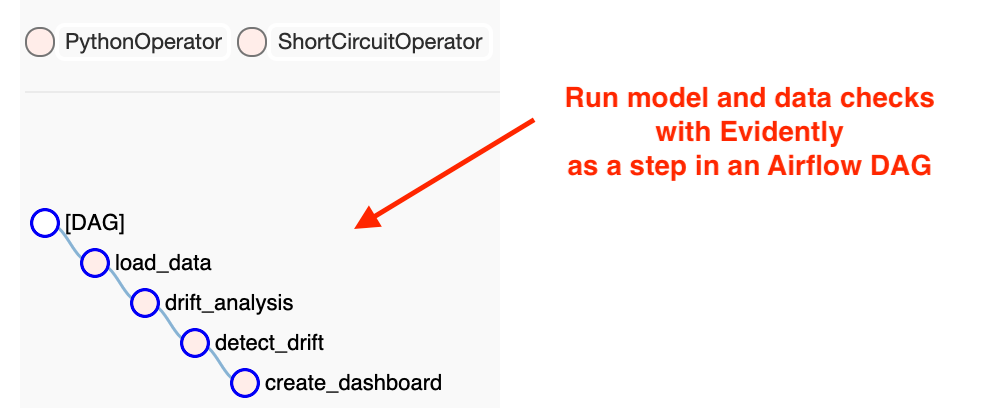 PythonOperator ShortCircuitOperator
Run model and data checks
with Evidently
as a step in an Airflow DAG
[DAG]
load_data
drift_analysis
detect_drift
create_dashboard